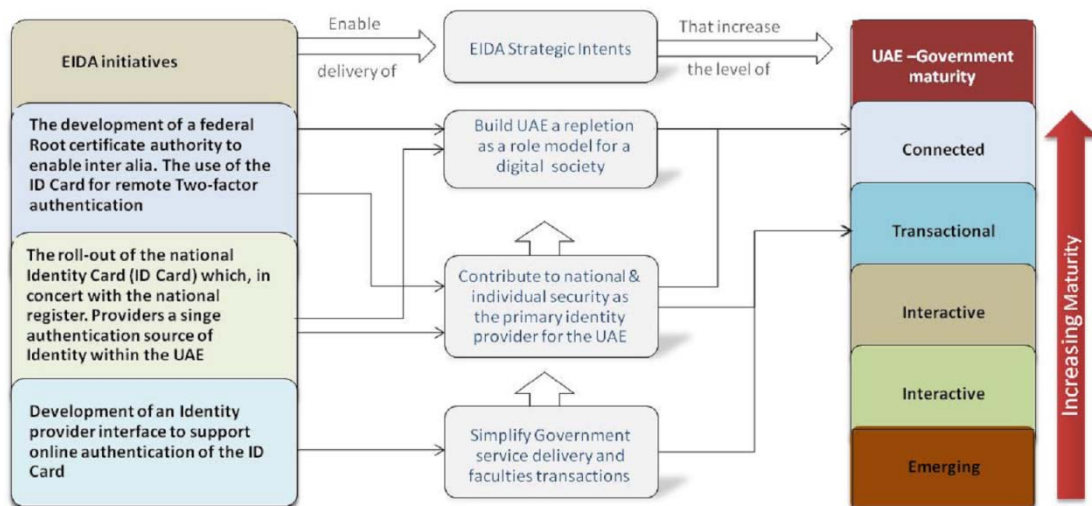 EIDA initiatives
Enable
delivery of
EIDA Strategic Intents
That increase
the level of
UAE –Government
maturity
The development of a federal
Root certificate authority to
enable inter alia. The use of the
ID Card for remote Two-factor
authentication
Build UAE a repletion
as a role model for a
digital society
Connected
The roll-out of the national
Identity Card (ID Card) which, in
concert with the national
register. Providers a singe
authentication source of
Identity within the UAE
Contribute to national &
individual security as
the primary identity
provider for the UAE
Transactional
Interactive
Development of an Identity
provider interface to support
online authentication of the ID
Card
Simplify Government
service delivery and
faculties transactions
Interactive
Emerging
Increasing Maturity